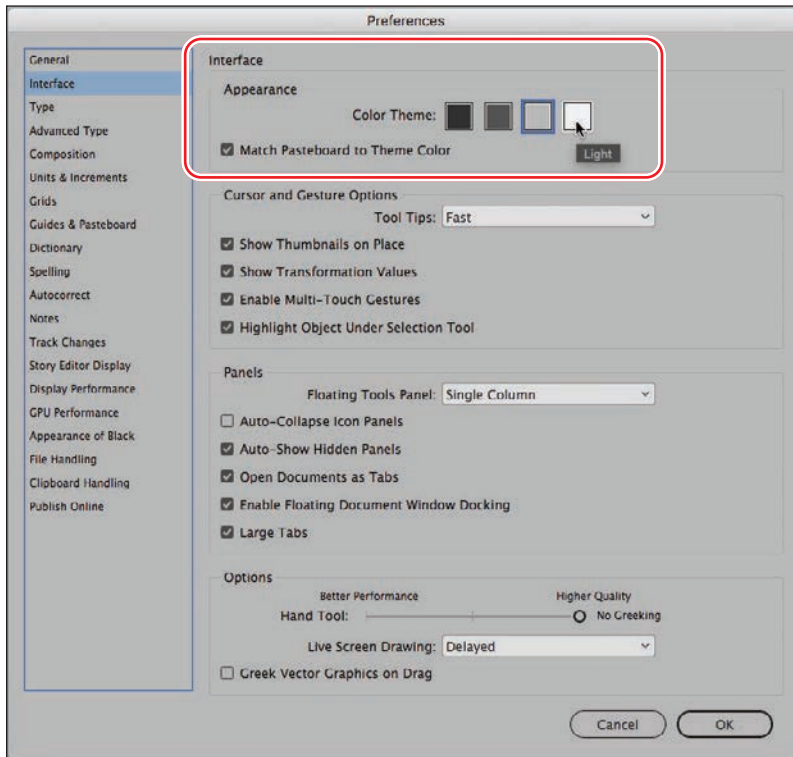 Preferences
General
Interface
Type
Advanced Type
Composition
Units & Increments
Grids
Guides & Pasteboard
Dictionary
Spelling
Autocorrect
Notes
Track Changes
Story Editor Display
Display Performance
GPU Performance
Appearance of Black
File Handling
Clipboard Handling
Publish Online
Interface
Appearance
Color Theme:
Light
Match Pasteboard to Theme Color
Cursor and Gesture Options
Tool Tips: Fast
Show Thumbnails on Place
Show Transformation Values
Enable Multi-Touch Gestures
Highlight Object Under Selection Tool
Panels
Floating Tools Panel: Single Column
Auto-Collapse Icon Panels
Auto-Show Hidden Panels
Open Documents as Tabs
Enable Floating Document Window Docking
Large Tabs
Options
Better Performance Higher Quality
Hand Tool: No Greeking
Live Screen Drawing: Delayed
Greek Vector Graphics on Drag
Cancel OK